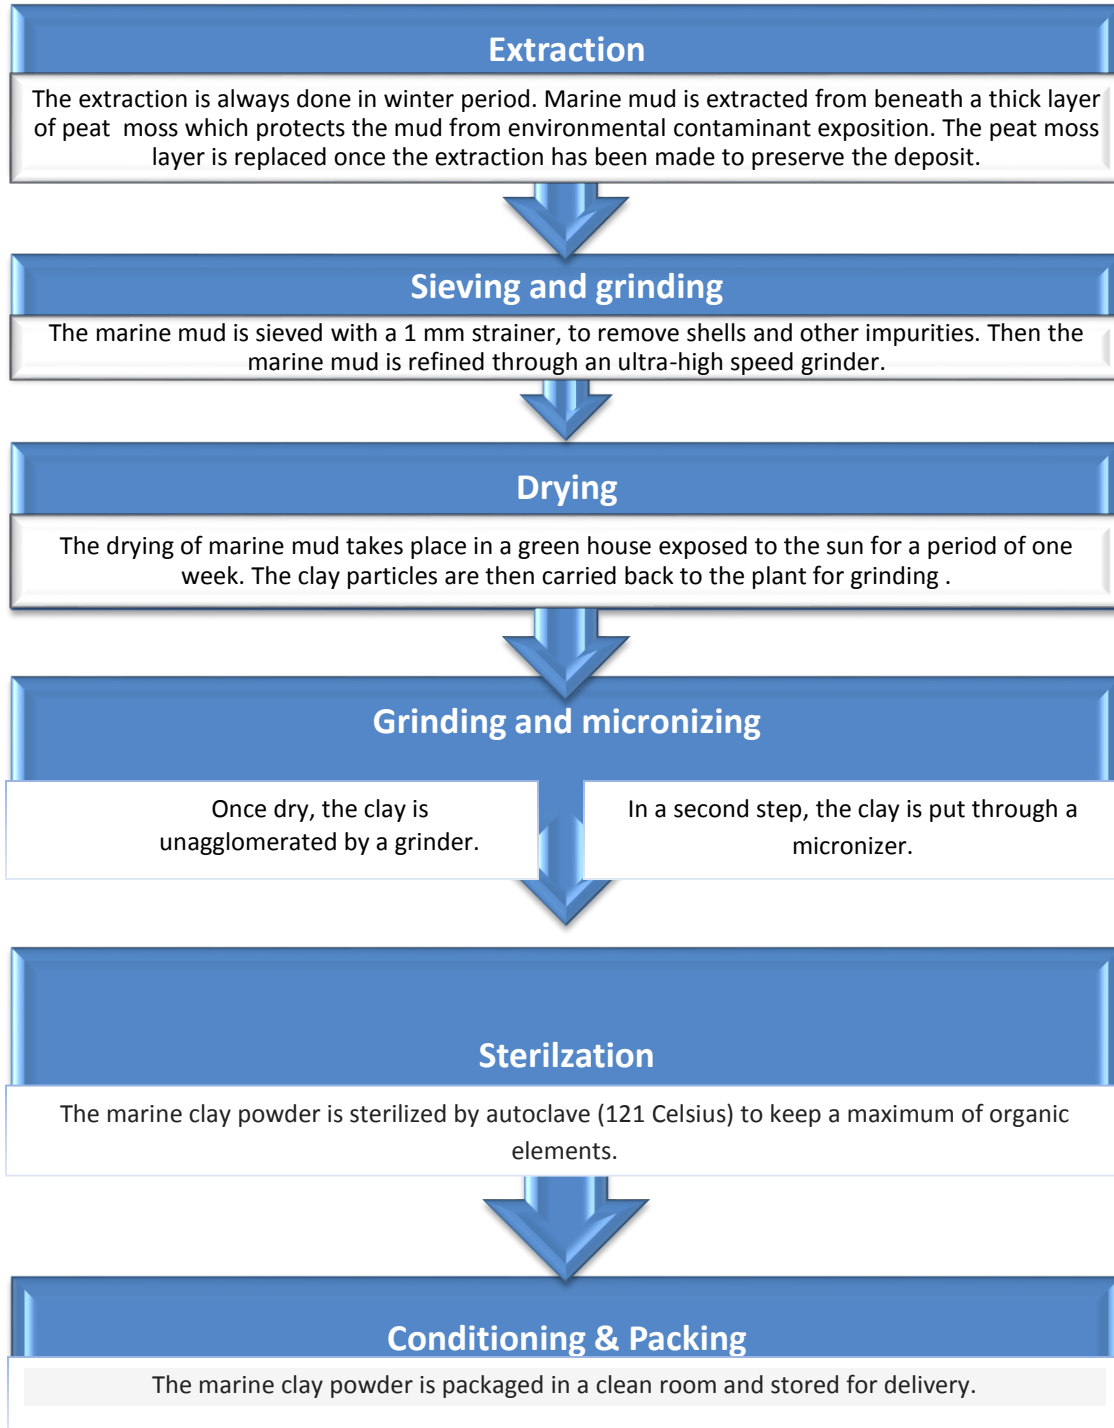 Extraction
The extraction is always done in winter period. Marine mud is extracted from beneath a thick layer
of peat moss which protects the mud from environmental contaminant exposition. The peat moss
layer is replaced once the extraction has been made to preserve the deposit.
Sieving and grinding
The marine mud is sieved with a 1 mm strainer, to remove shells and other impurities. Then the
marine mud is refined through an ultra-high speed grinder.
Drying
The drying of marine mud takes place in a green house exposed to the sun for a period of one
week. The clay particles are then carried back to the plant for grinding .
Grinding and micronizing
Once dry, the clay is
unagglomerated by a grinder.
In a second step, the clay is put through a
micronizer.
Sterilzation
The marine clay powder is sterilized by autoclave (121 Celsius) to keep a maximum of organic
elements.
Conditioning & Packing
The marine clay powder is packaged in a clean room and stored for delivery.